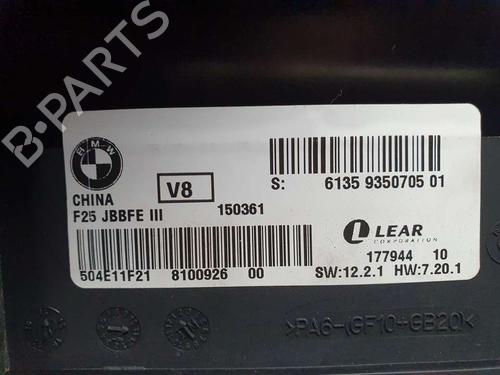 B-PARTS
BMW
CHINA
V8
S: 6135 9350705 01
F25 JBBFE III 150361
LEAR
CORPORATION
177944 10
504E11F21 8100926 00
SW:12.2.1 HW:7.20.1
>PA6-(GF10+GB20)<